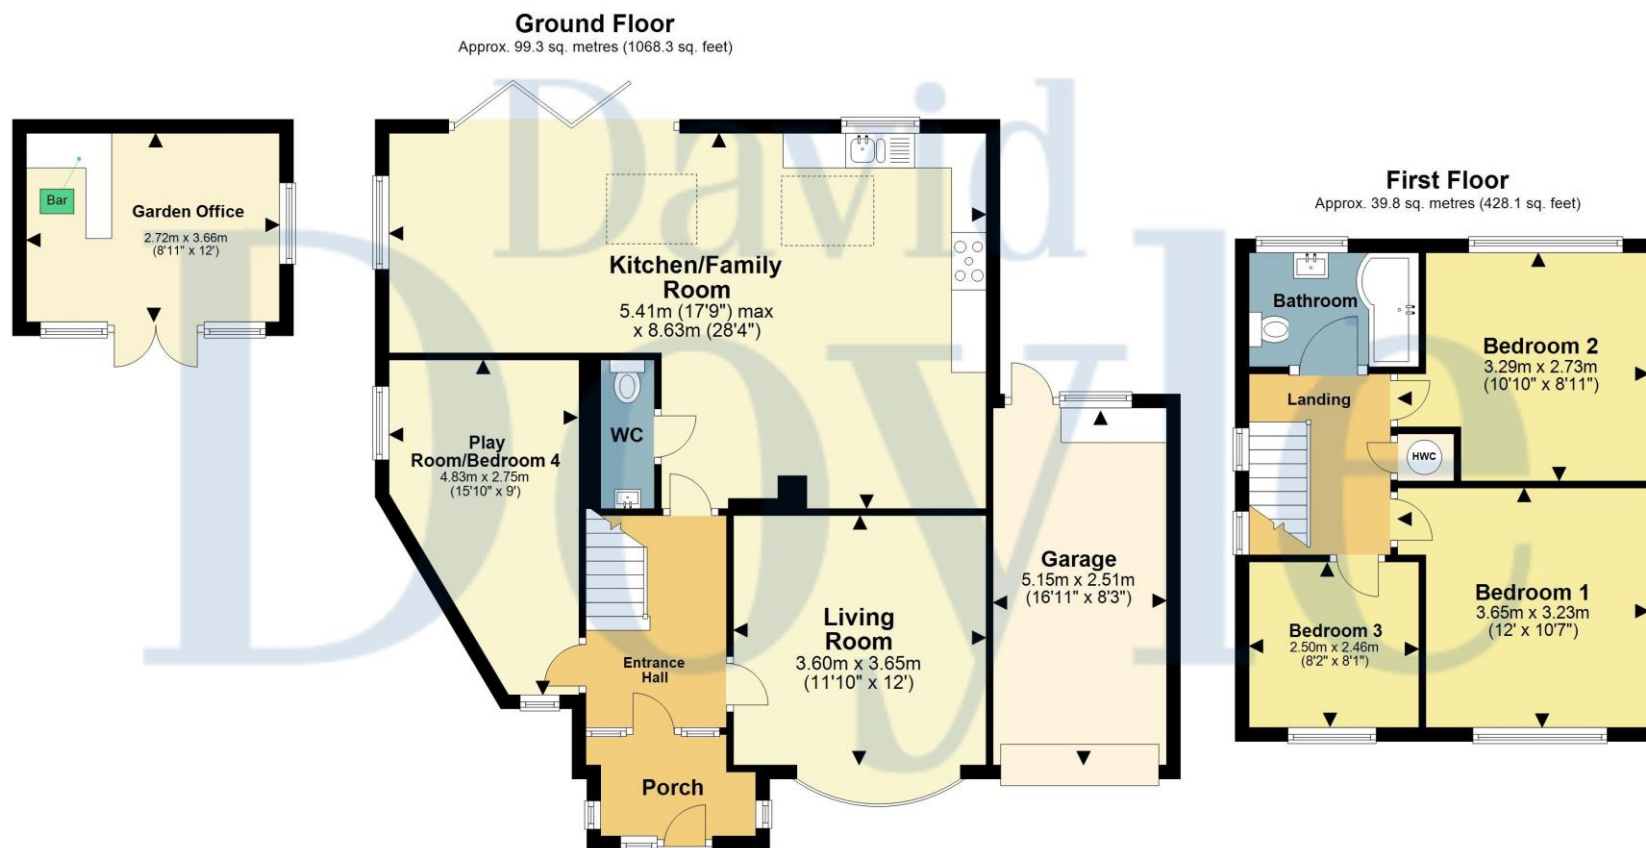 Ground Floor
Approx. 99.3 sq. metres (1068.3 sq. feet)
David
Doyle
Bar
Garden Office
2.72m x 3.66m
(8'11" x 12')
Kitchen/Family
Room
5.41m (17'9") max
x 8.63m (28'4")
Play
Room/Bedroom 4
4.83m x 2.75m
(15'10" x 9')
WC
Entrance
Hall
Living
Room
3.60m x 3.65m
(11'10" x 12')
Garage
5.15m x 2.51m
(16'11" x 8'3")
Porch
First Floor
Approx. 39.8 sq. metres (428.1 sq. feet)
Bathroom
Bedroom 2
3.29m x 2.73m
(10'10" x 8'11")
Landing
HWC
Bedroom 1
3.65m x 3.23m
(12' x 10'7")
Bedroom 3
2.50m x 2.46m
(8'2" x 8'1")